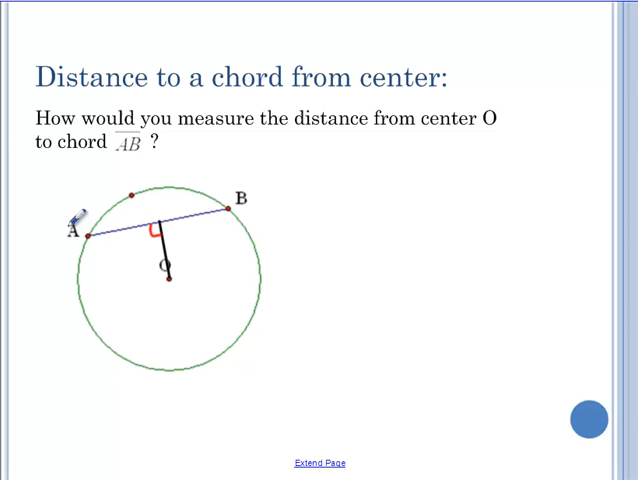 Distance to a chord from center:
How would you measure the distance from center O
to chord AB ?
B
A
O
Extend Page